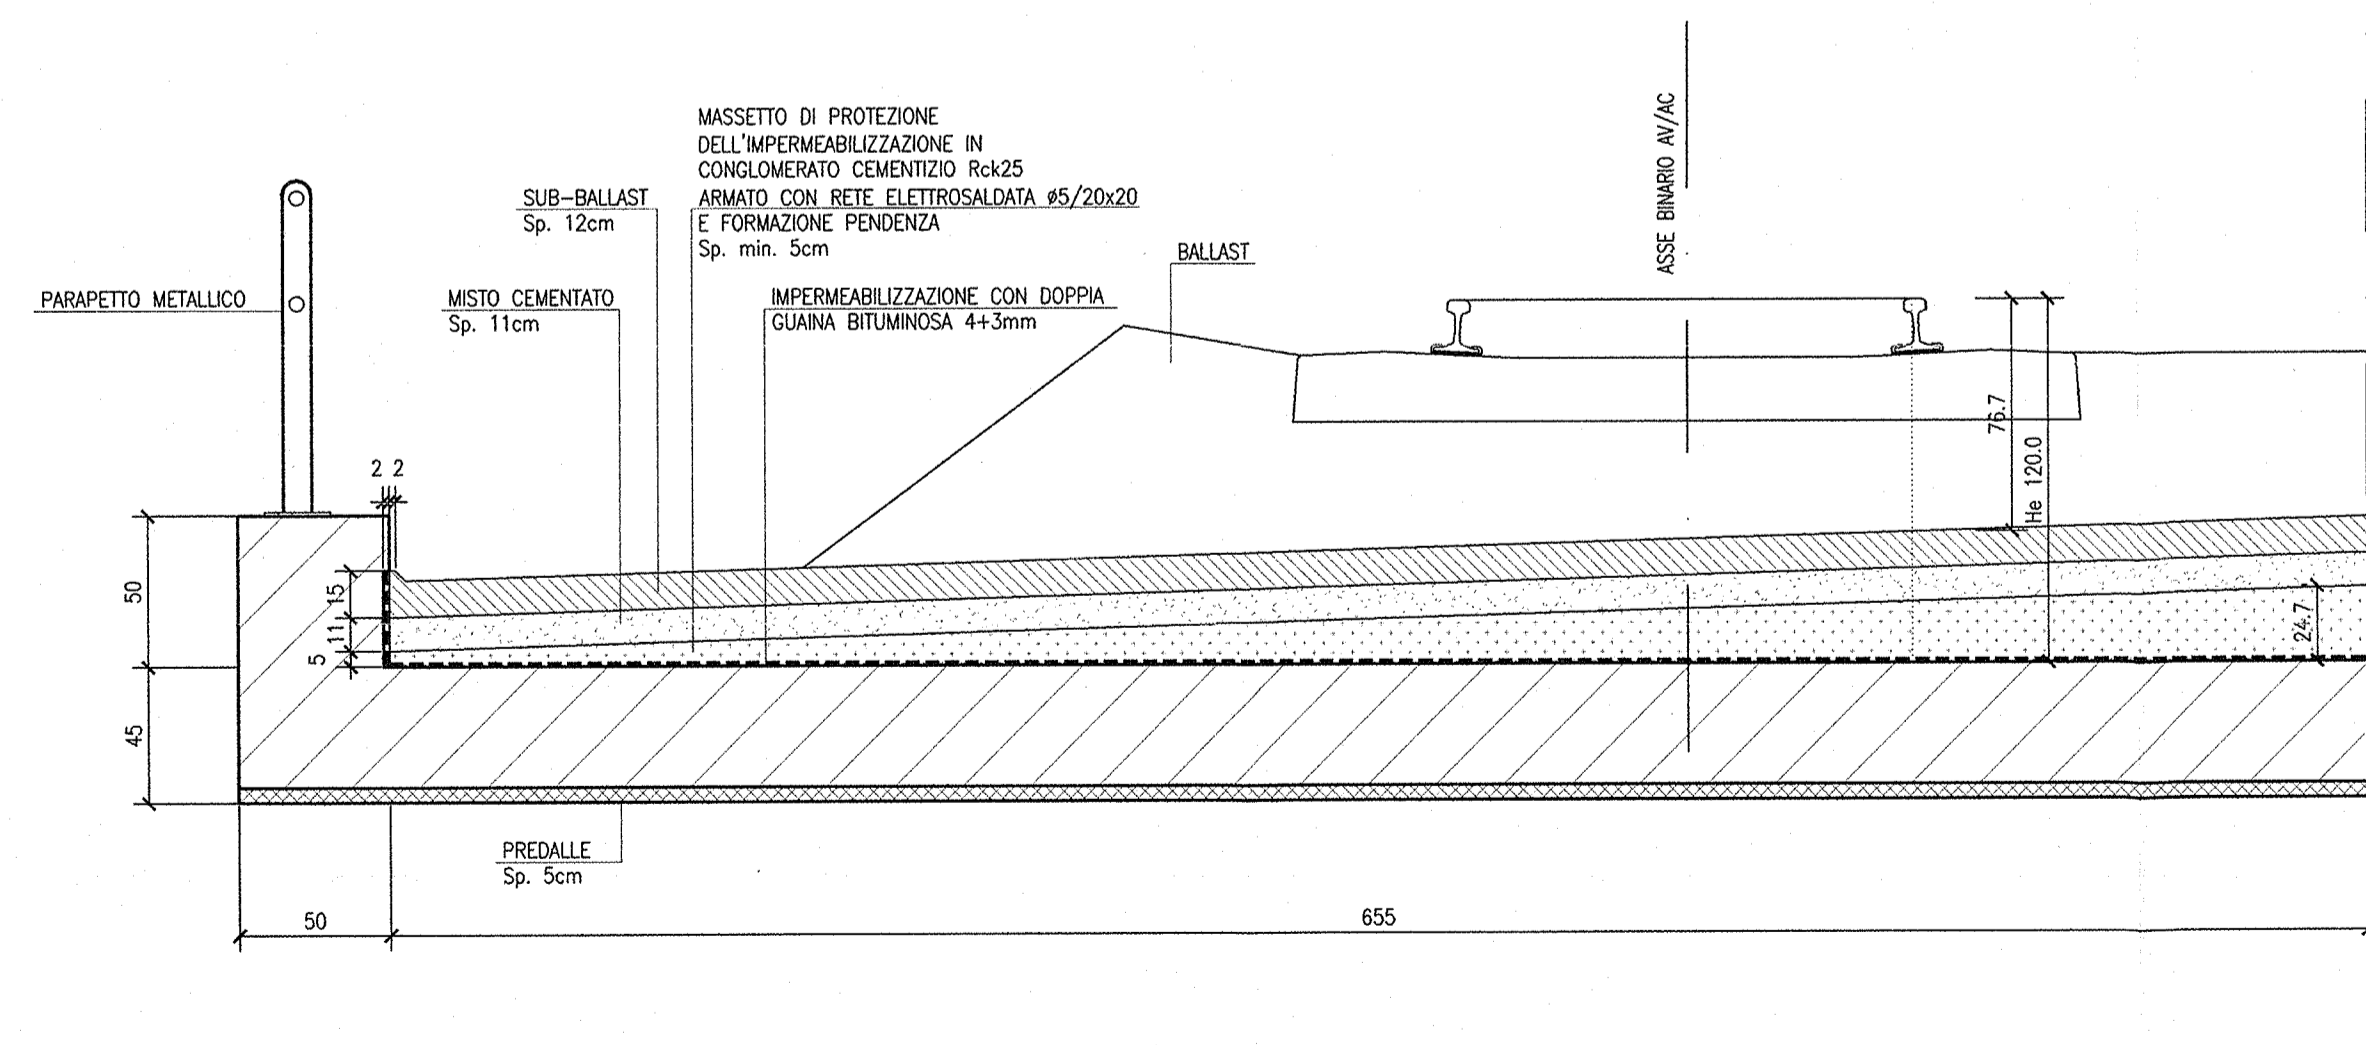 MASSETTO DI PROTEZIONE
DELL'IMPERMEABILIZZAZIONE IN
CONGLOMERATO CEMENTIZIO Rck25
ARMATO CON RETE ELETTROSALDATA ø5/20x20
E FORMAZIONE PENDENZA
Sp. min. 5cm
SUB-BALLAST
Sp. 12cm
BALLAST
ASSE BINARIO AV/AC
PARAPETTO METALLICO
MISTO CEMENTATO
Sp. 11cm
IMPERMEABILIZZAZIONE CON DOPPIA
GUAINA BITUMINOSA 4+3mm
76.7
He 120.0
2 2
50
15
11
5
24.7
45
PREDALLE
Sp. 5cm
50
655